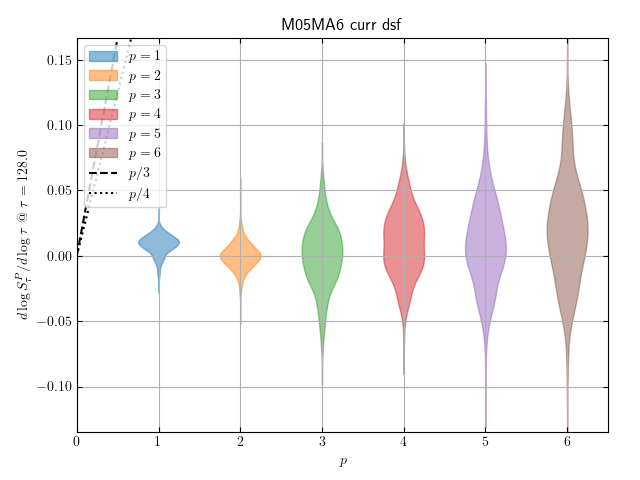 M05MA6 curr dsf
d log S_τ^P / d log τ @ τ = 128.0
0.15
0.10
0.05
0.00
−0.05
−0.10
p = 1
p = 2
p = 3
p = 4
p = 5
p = 6
p/3
p/4
0 1 2 3 4 5 6
p